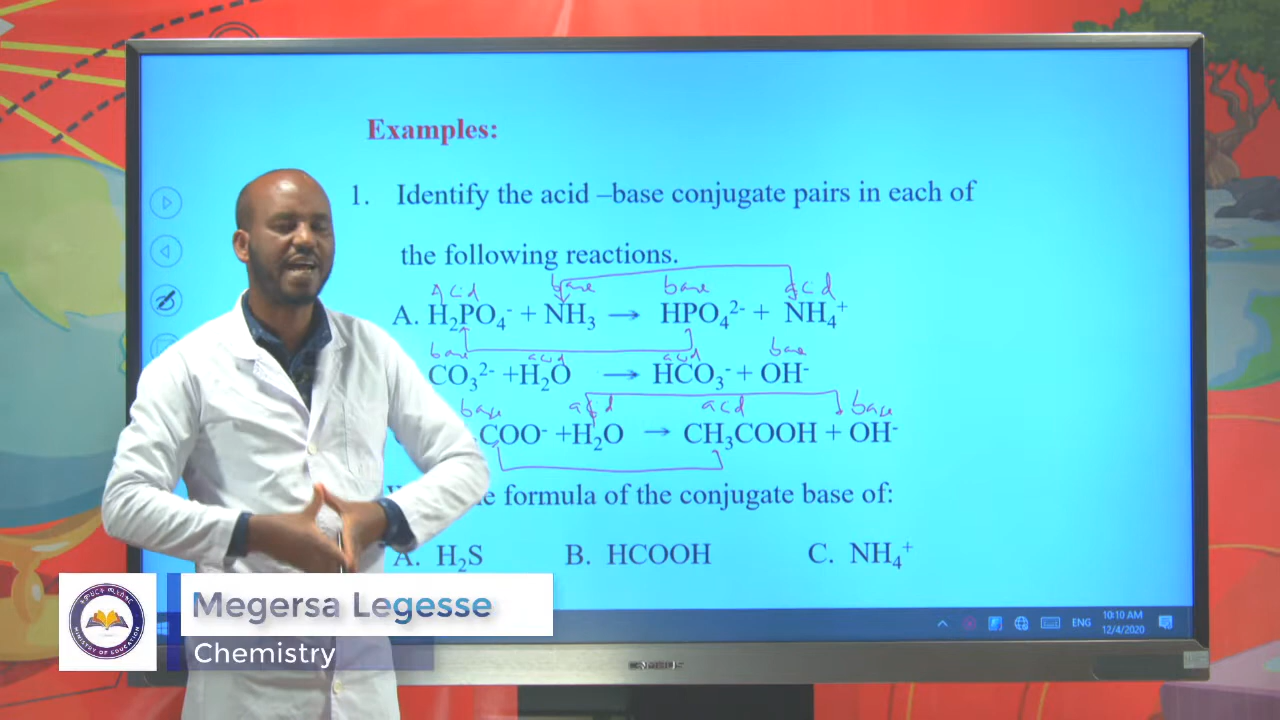 Examples:
1. Identify the acid –base conjugate pairs in each of
the following reactions.
Acid base base acid
A. H₂PO₄⁻ + NH₃ → HPO₄²⁻ + NH₄⁺
base acid acid base
CO₃²⁻ +H₂O → HCO₃⁻ + OH⁻
base acid acid base
COO⁻ +H₂O → CH₃COOH + OH⁻
formula of the conjugate base of:
A. H₂S B. HCOOH C. NH₄⁺
MINISTRY OF EDUCATION
Megersa Legesse
Chemistry
ENG
10:10 AM
12/4/2020